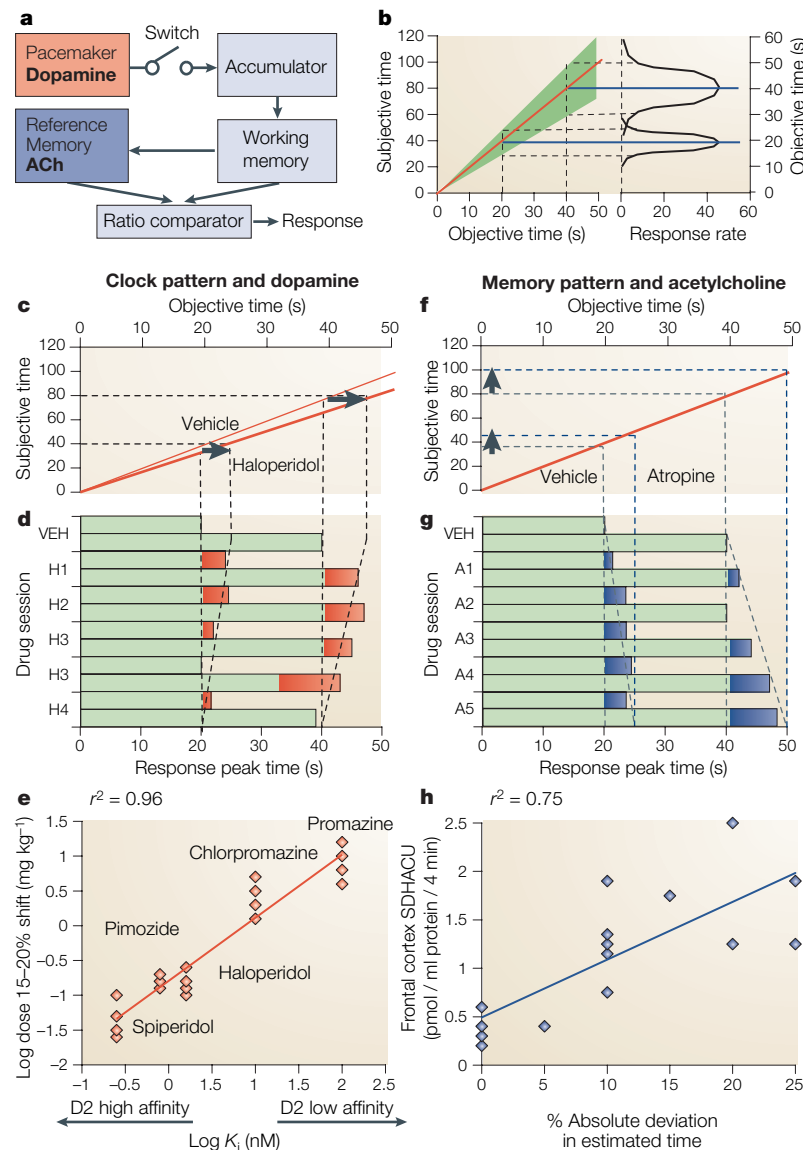 a
Switch
Pacemaker
Dopamine
Accumulator
Reference
Memory
ACh
Working
memory
Ratio comparator
Response
b
Subjective time
120
100
80
60
40
20
0
0 10 20 30 40 50
Objective time (s)
0 20 40 60
Response rate
60
50
40
30
20
10
0
Objective time (s)
Clock pattern and dopamine
c
Objective time (s)
0 10 20 30 40 50
Subjective time
120
100
80
60
40
20
0
Vehicle
Haloperidol
d
Drug session
VEH
H1
H2
H3
H3
H4
0 10 20 30 40 50
Response peak time (s)
e
r² = 0.96
Log dose 15–20% shift (mg kg⁻¹)
1.5
1.0
0.5
0
–0.5
–1
–1.5
–2
Promazine
Chlorpromazine
Pimozide
Haloperidol
Spiperidol
–1 –0.5 0 1.5 1.0 1.5 2.0 2.5
D2 high affinity
D2 low affinity
Log Kᵢ (nM)
Memory pattern and acetylcholine
f
Objective time (s)
0 10 20 30 40 50
Subjective time
120
100
80
60
40
20
0
Vehicle
Atropine
g
Drug session
VEH
A1
A2
A3
A4
A5
0 10 20 30 40 50
Response peak time (s)
h
r² = 0.75
Frontal cortex SDHACU
(pmol / ml protein / 4 min)
2.5
2
1.5
1
0.5
0
0 5 10 15 20 25
% Absolute deviation
in estimated time